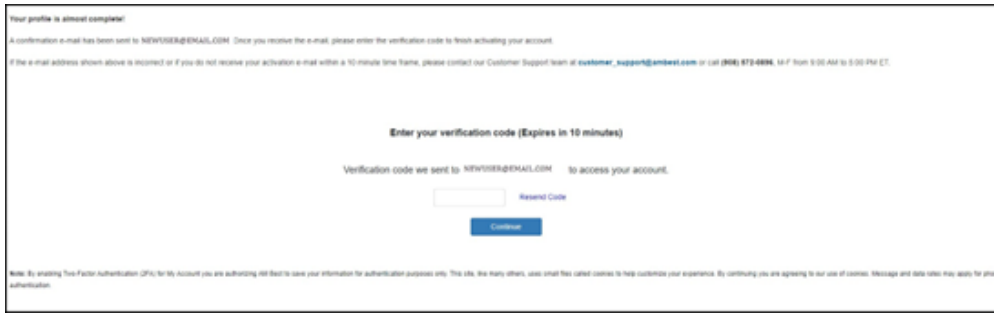 Your profile is almost complete!
A confirmation e-mail has been sent to NEWUSER@EMAIL.COM Once you receive the e-mail, please enter the verification code to finish activating your account.
If the e-mail address shown above is incorrect or if you do not receive your activation e-mail within a 10 minute time frame, please contact our Customer Support team at customer_support@ambest.com or call (908) 872-0896, M-F from 9:00 AM to 5:00 PM ET.
Enter your verification code (Expires in 10 minutes)
Verification code we sent to NEWUSER@EMAIL.COM to access your account.
Resend Code
Continue
Note: By enabling Two-Factor Authentication (2FA) for My Account you are authorizing AM Best to save your information for authentication purposes only. This site, like many others, uses small files called cookies to help customize your experience. By continuing you are agreeing to our use of cookies. Message and data rates may apply for
authentication.